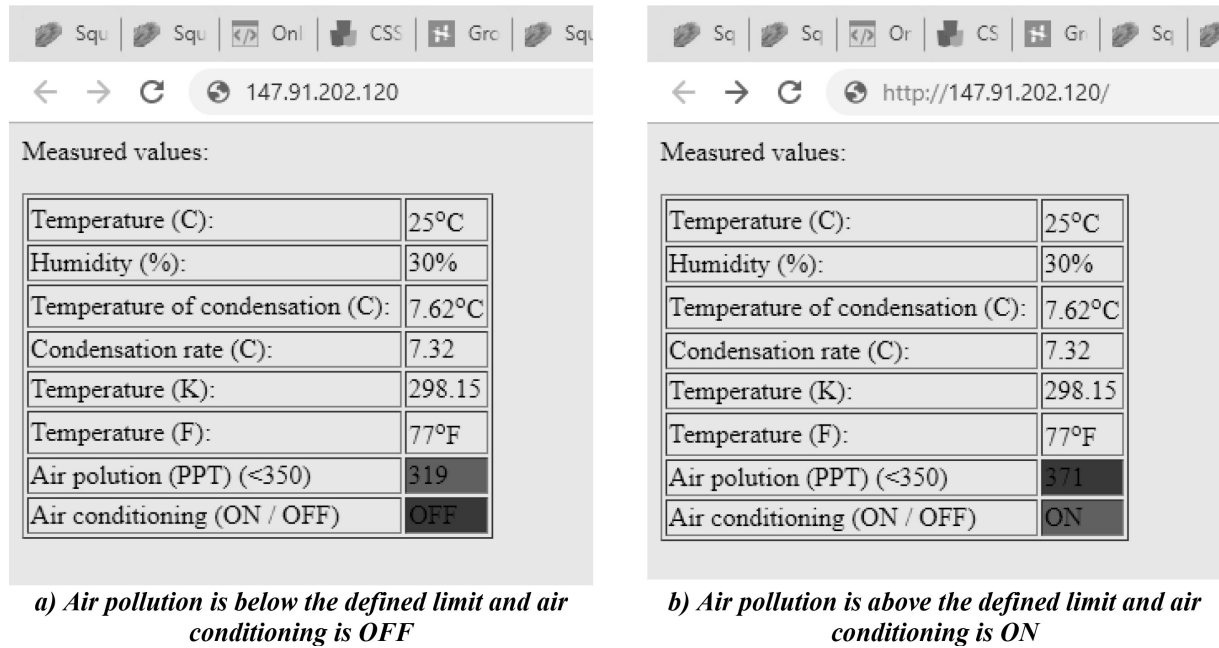 Squ Squ Onl CSS Gro Squ
147.91.202.120
Measured values:
Temperature (C): 25°C
Humidity (%): 30%
Temperature of condensation (C): 7.62°C
Condensation rate (C): 7.32
Temperature (K): 298.15
Temperature (F): 77°F
Air polution (PPT) (<350) 319
Air conditioning (ON / OFF) OFF
a) Air pollution is below the defined limit and air
conditioning is OFF
Sq Sq Or CS Gr Sq
http://147.91.202.120/
Measured values:
Temperature (C): 25°C
Humidity (%): 30%
Temperature of condensation (C): 7.62°C
Condensation rate (C): 7.32
Temperature (K): 298.15
Temperature (F): 77°F
Air polution (PPT) (<350) 371
Air conditioning (ON / OFF) ON
b) Air pollution is above the defined limit and air
conditioning is ON